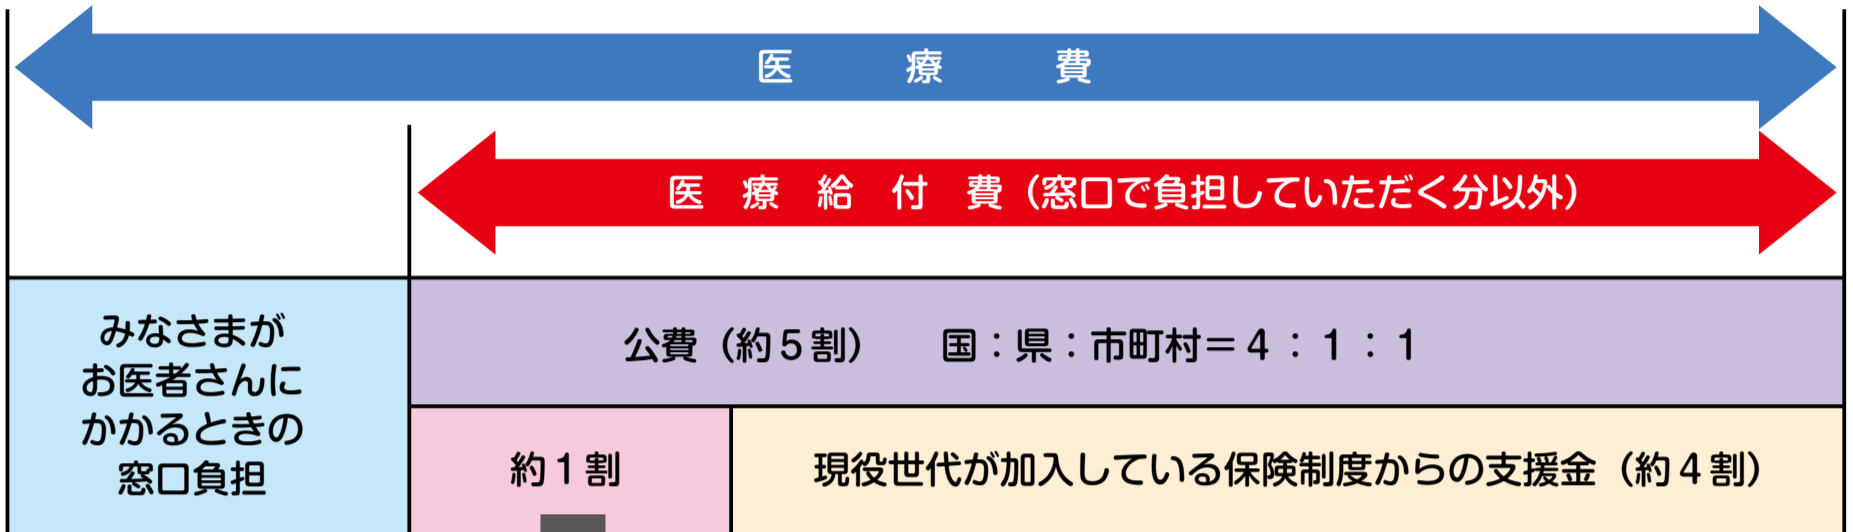 医療費
医療給付費（窓口で負担していただく分以外）
みなさまが
お医者さんに
かかるときの
窓口負担
公費（約５割）　国：県：市町村＝４：１：１
約１割
現役世代が加入している保険制度からの支援金（約４割）